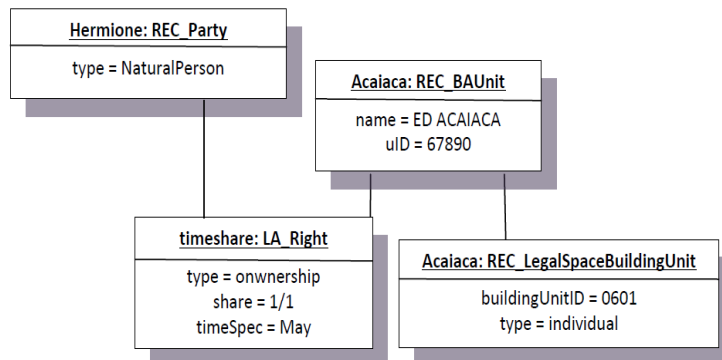 Hermione: REC_Party
type = NaturalPerson
Acaiaca: REC_BAUnit
name = ED ACAIACA
uID = 67890
timeshare: LA_Right
type = onwnership
share = 1/1
timeSpec = May
Acaiaca: REC_LegalSpaceBuildingUnit
buildingUnitID = 0601
type = individual